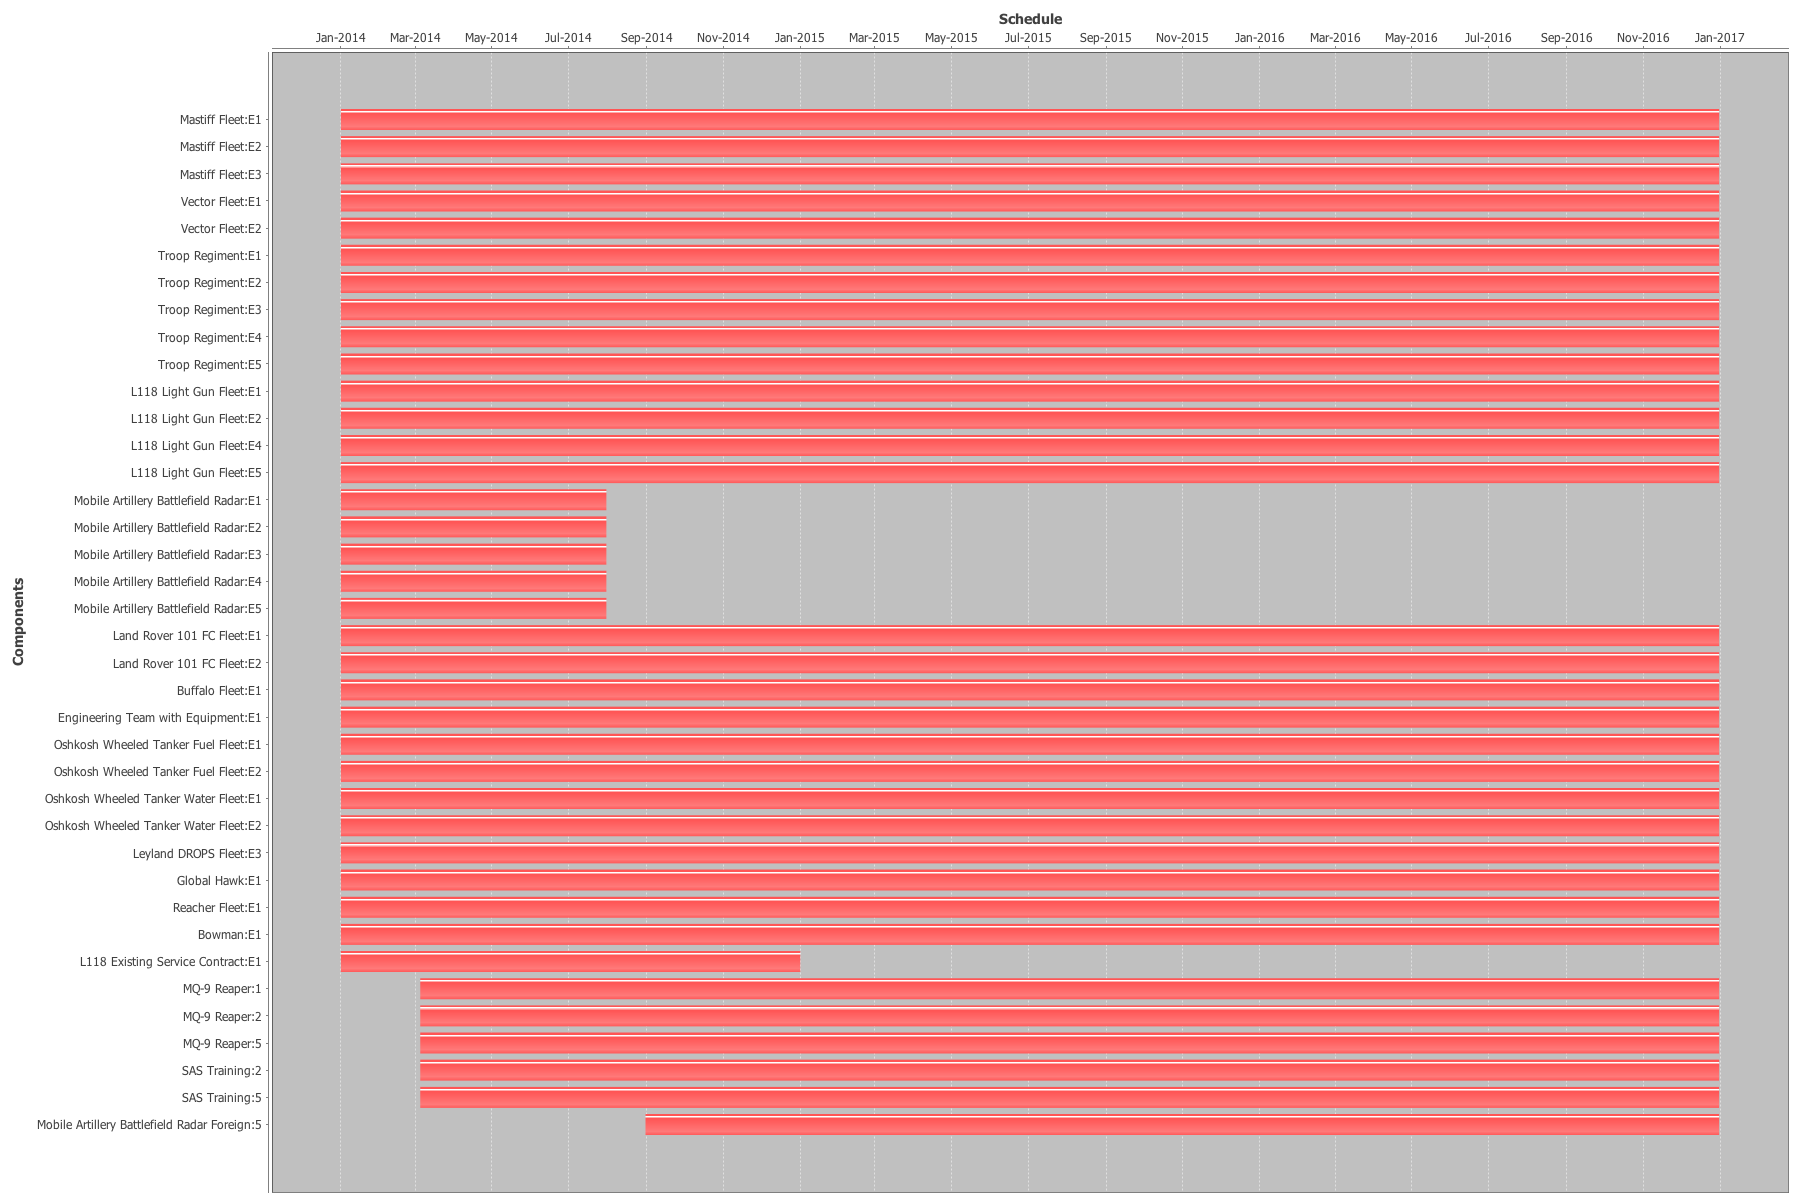 Schedule
Jan-2014 Mar-2014 May-2014 Jul-2014 Sep-2014 Nov-2014 Jan-2015 Mar-2015 May-2015 Jul-2015 Sep-2015 Nov-2015 Jan-2016 Mar-2016 May-2016 Jul-2016 Sep-2016 Nov-2016 Jan-2017
Components
Mastiff Fleet:E1
Mastiff Fleet:E2
Mastiff Fleet:E3
Vector Fleet:E1
Vector Fleet:E2
Troop Regiment:E1
Troop Regiment:E2
Troop Regiment:E3
Troop Regiment:E4
Troop Regiment:E5
L118 Light Gun Fleet:E1
L118 Light Gun Fleet:E2
L118 Light Gun Fleet:E4
L118 Light Gun Fleet:E5
Mobile Artillery Battlefield Radar:E1
Mobile Artillery Battlefield Radar:E2
Mobile Artillery Battlefield Radar:E3
Mobile Artillery Battlefield Radar:E4
Mobile Artillery Battlefield Radar:E5
Land Rover 101 FC Fleet:E1
Land Rover 101 FC Fleet:E2
Buffalo Fleet:E1
Engineering Team with Equipment:E1
Oshkosh Wheeled Tanker Fuel Fleet:E1
Oshkosh Wheeled Tanker Fuel Fleet:E2
Oshkosh Wheeled Tanker Water Fleet:E1
Oshkosh Wheeled Tanker Water Fleet:E2
Leyland DROPS Fleet:E3
Global Hawk:E1
Reacher Fleet:E1
Bowman:E1
L118 Existing Service Contract:E1
MQ-9 Reaper:1
MQ-9 Reaper:2
MQ-9 Reaper:5
SAS Training:2
SAS Training:5
Mobile Artillery Battlefield Radar Foreign:5